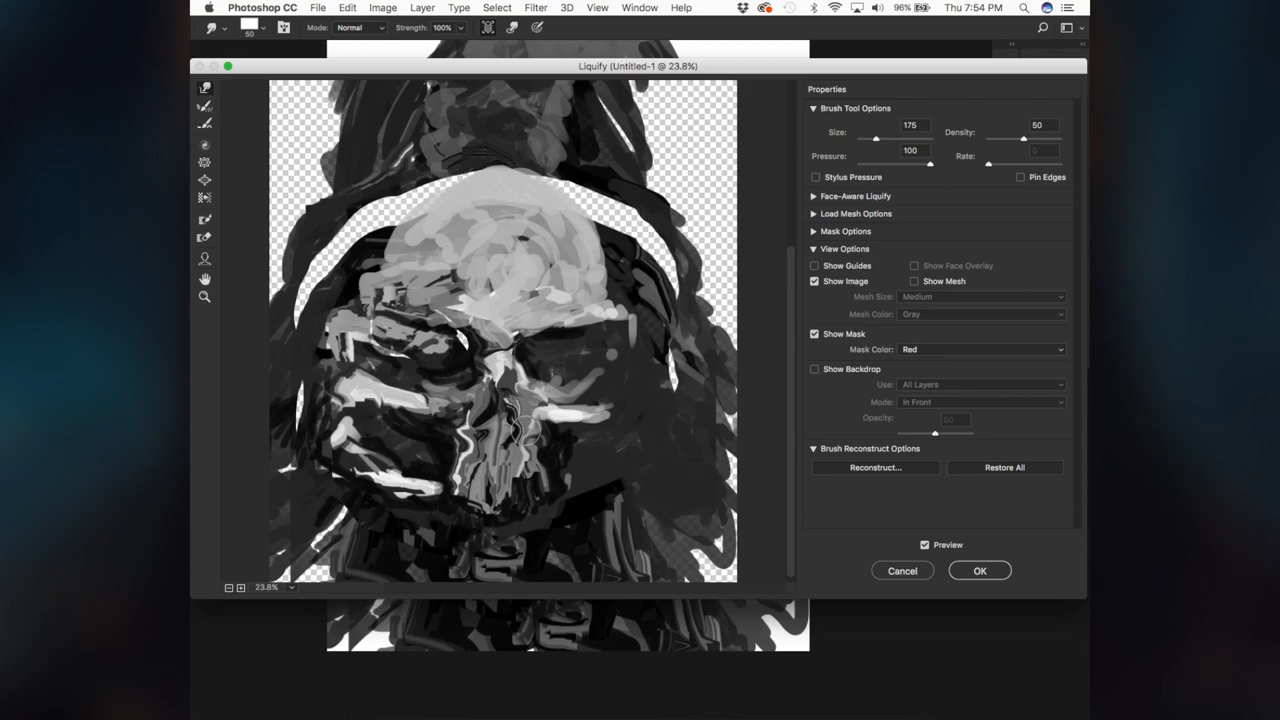 Photoshop CC File Edit Image Layer Type Select Filter 3D View Window Help 96% Thu 7:54 PM
50 Mode: Normal Strength: 100%
Liquify (Untitled-1 @ 23.8%)
Properties
Brush Tool Options
Size: 175 Density: 50
Pressure: 100 Rate: 0
Stylus Pressure Pin Edges
Face-Aware Liquify
Load Mesh Options
Mask Options
View Options
Show Guides Show Face Overlay
Show Image Show Mesh
Mesh Size: Medium
Mesh Color: Gray
Show Mask
Mask Color: Red
Show Backdrop
Use: All Layers
Mode: In Front
Opacity: 50
Brush Reconstruct Options
Reconstruct... Restore All
Preview
Cancel OK
23.8%